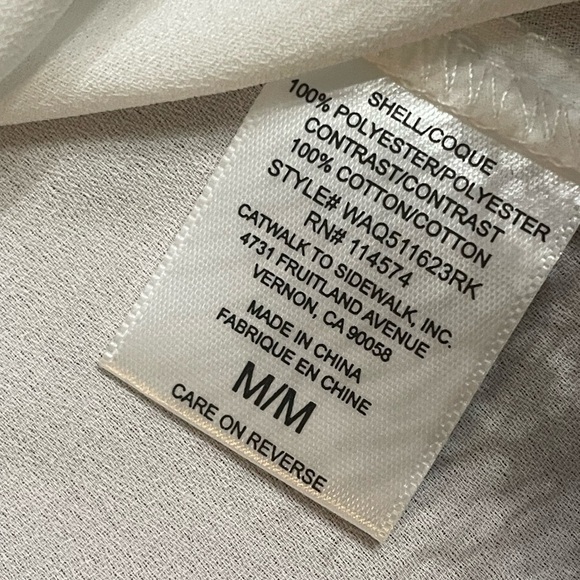 SHELL/COQUE
100% POLYESTER/POLYESTER
CONTRAST/CONTRAST
100% COTTON/COTTON
STYLE# WAQ511623RK
RN# 114574
CATWALK TO SIDEWALK, INC.
4731 FRUITLAND AVENUE
VERNON, CA 90058
MADE IN CHINA
FABRIQUE EN CHINE
M/M
CARE ON REVERSE